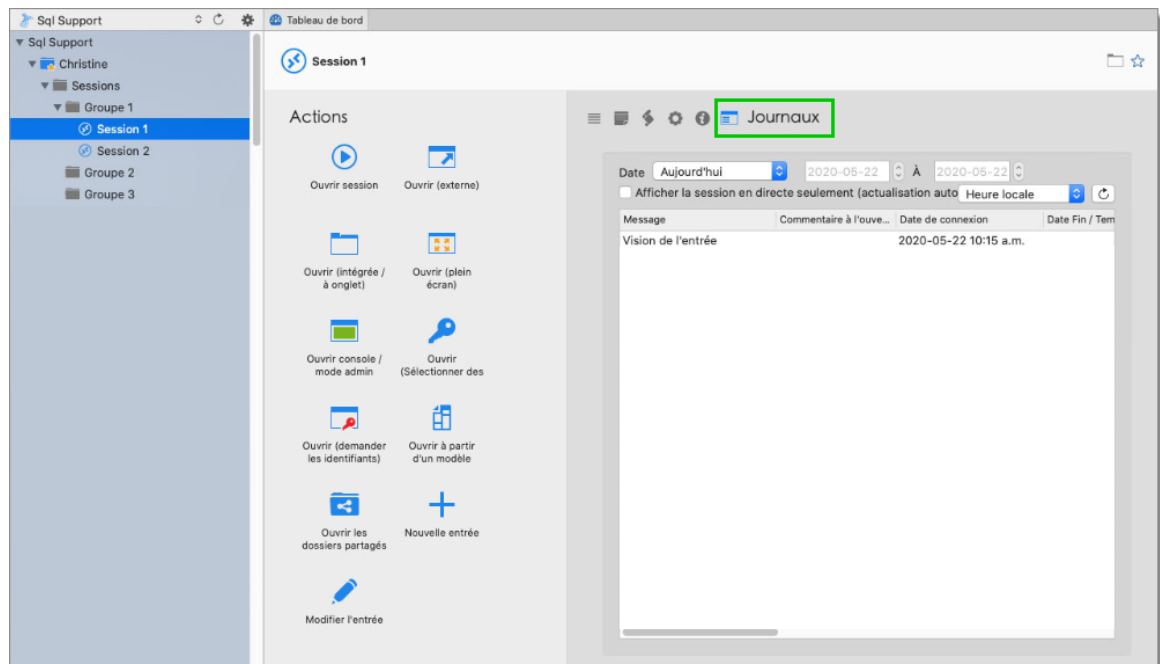 Sql Support
Tableau de bord
Sql Support
Christine
Sessions
Groupe 1
Session 1
Session 2
Groupe 2
Groupe 3
Session 1
Actions
Ouvrir session
Ouvrir (externe)
Ouvrir (intégrée /
à onglet)
Ouvrir (plein
écran)
Ouvrir console /
mode admin
Ouvrir
(Sélectionner des
Ouvrir (demander
les identifiants)
Ouvrir à partir
d'un modèle
Ouvrir les
dossiers partagés
Nouvelle entrée
Modifier l'entrée
Journaux
Date Aujourd'hui 2020-05-22 À 2020-05-22
Afficher la session en directe seulement (actualisation auto Heure locale
Message Commentaire à l'ouve... Date de connexion Date Fin / Tem
Vision de l'entrée 2020-05-22 10:15 a.m.